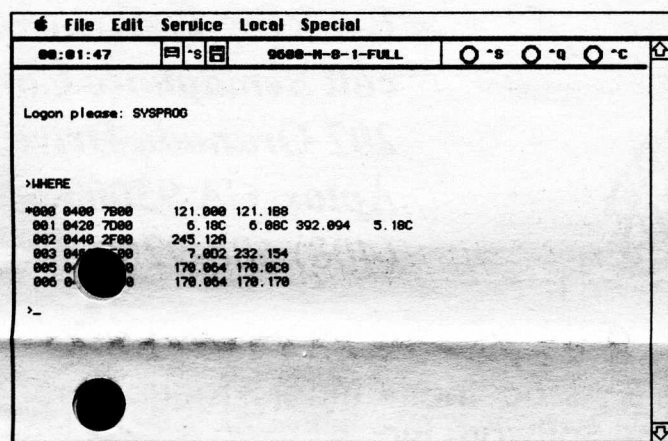 File Edit Service Local Special
00:01:47 ^S 9600-N-8-1-FULL ^S ^Q ^C
Logon please: SYSPROG
>WHERE
*000 0400 7B00 121.000 121.1B8
001 0420 7D00 6.18C 6.08C 392.094 5.18C
002 0440 2F00 245.12A
003 7.0D2 232.154
005 170.064 170.0C8
006 170.064 170.170
>_